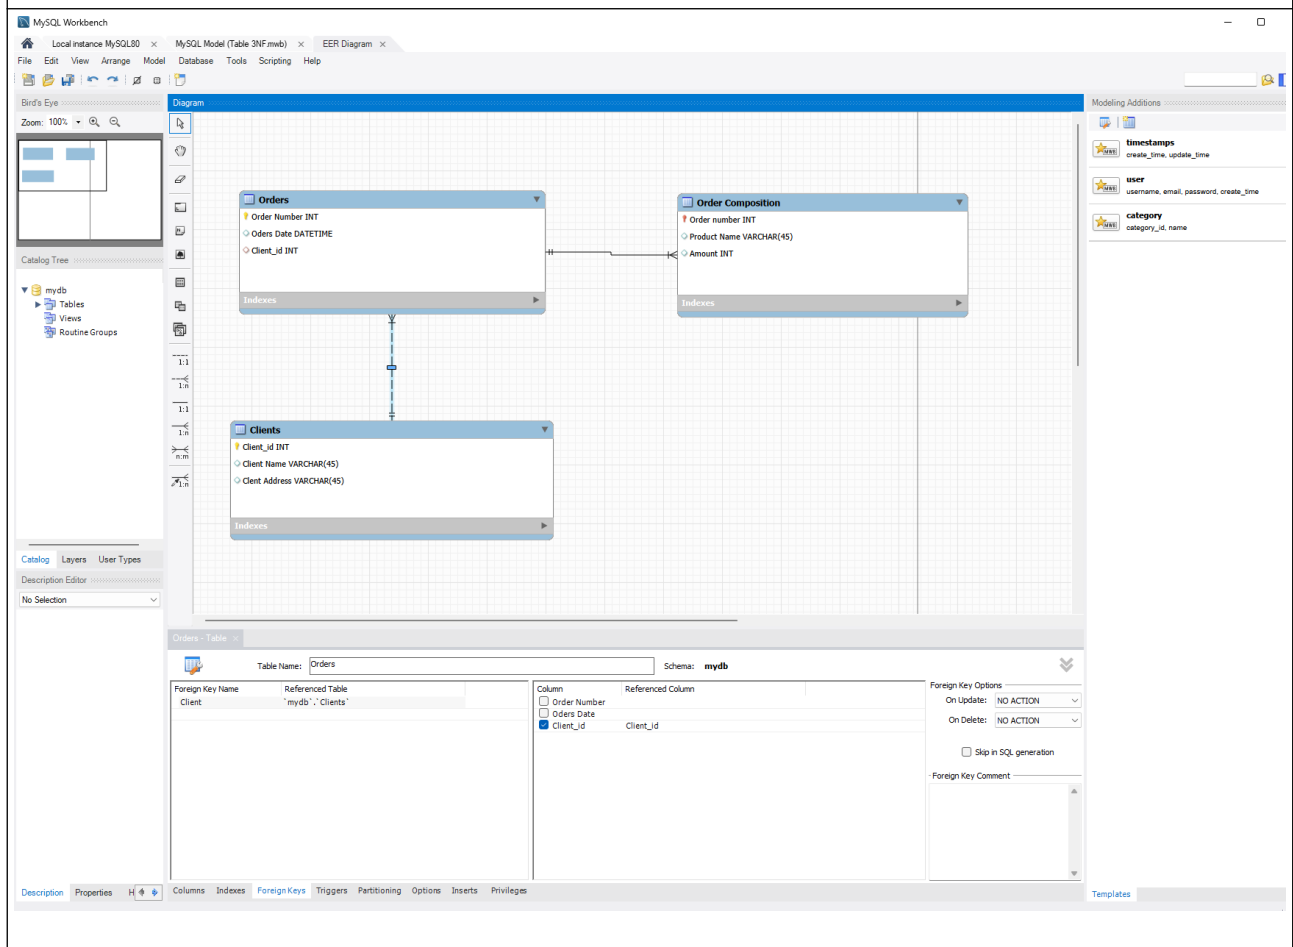 MySQL Workbench
Local instance MySQL80 × MySQL Model (Table 3NF.mwb) × EER Diagram ×
File Edit View Arrange Model Database Tools Scripting Help
Bird's Eye
Zoom: 100%
Diagram
Modeling Additions
timestamps
create_time, update_time
user
username, email, password, create_time
category
category_id, name
Orders
Order Number INT
Oders Date DATETIME
Client_id INT
Indexes
Order Composition
Order number INT
Product Name VARCHAR(45)
Amount INT
Indexes
Catalog Tree
mydb
Tables
Views
Routine Groups
1:1
1:n
1:1
1:n
n:m
1:n
Clients
Client_id INT
Client Name VARCHAR(45)
Clent Address VARCHAR(45)
Indexes
Catalog Layers User Types
Description Editor
No Selection
Orders - Table ×
Table Name: Orders
Schema: mydb
Foreign Key Name Referenced Table
Client `mydb`.`Clients`
Column Referenced Column
Order Number
Oders Date
Client_id Client_id
Foreign Key Options
On Update: NO ACTION
On Delete: NO ACTION
Skip in SQL generation
Foreign Key Comment
Description Properties H
Columns Indexes Foreign Keys Triggers Partitioning Options Inserts Privileges
Templates